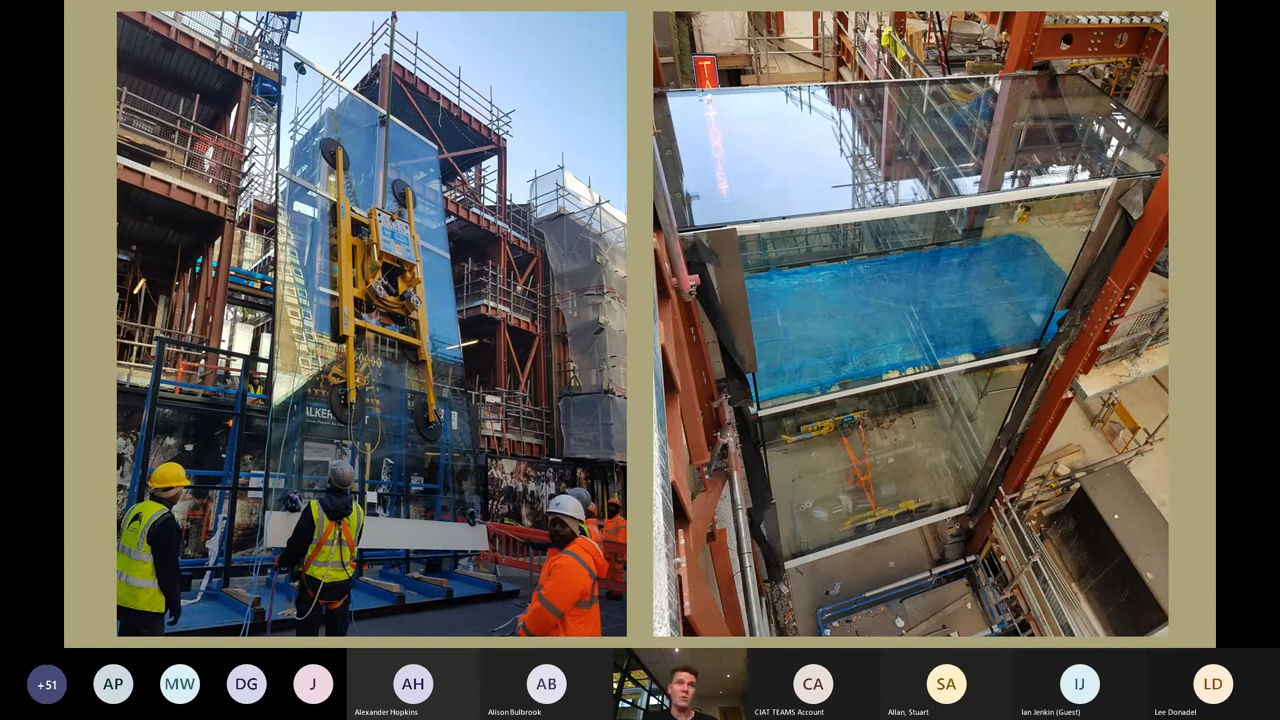 ALKER
T
+51
AP
MW
DG
J
AH
AB
CA
SA
IJ
LD
Alexander Hopkins
Alison Bulbrook
CIAT TEAMS Account
Allan, Stuart
Ian Jenkin (Guest)
Lee Donadel